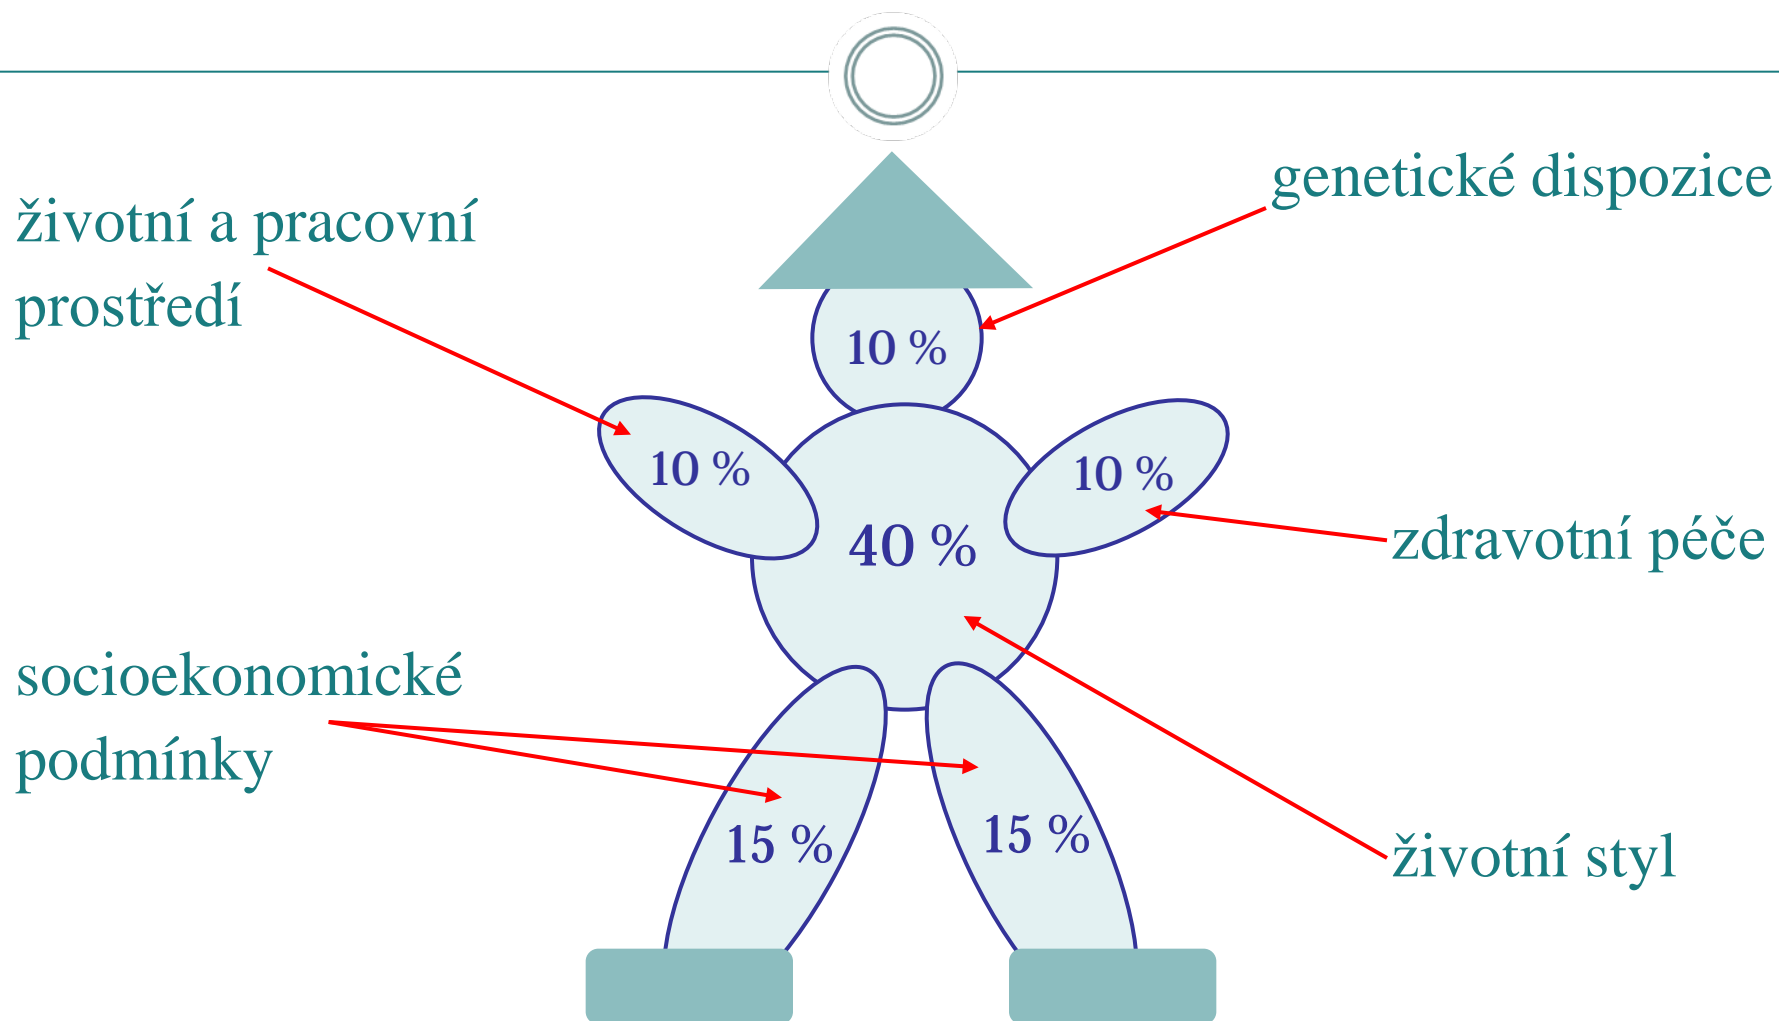 genetické dispozice
životní a pracovní
prostředí
10 %
10 %
10 %
40 %
zdravotní péče
socioekonomické
podmínky
15 %
15 %
životní styl